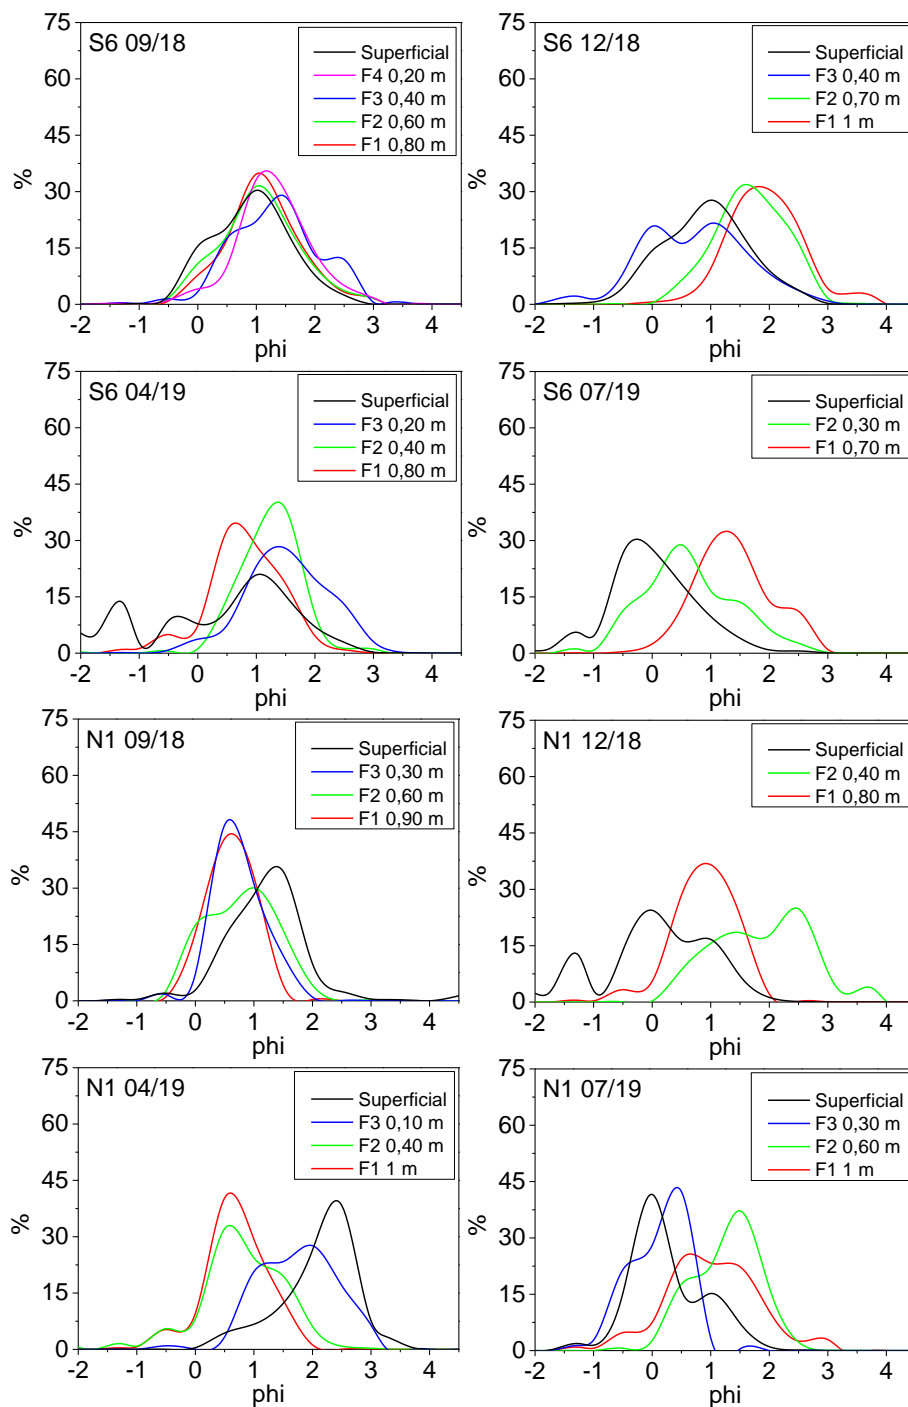 S6 09/18
Superficial
F4 0,20 m
F3 0,40 m
F2 0,60 m
F1 0,80 m
75
60
45
30
15
0
%
-2 -1 0 1 2 3 4
phi
S6 12/18
Superficial
F3 0,40 m
F2 0,70 m
F1 1 m
75
60
45
30
15
0
%
-2 -1 0 1 2 3 4
phi
S6 04/19
Superficial
F3 0,20 m
F2 0,40 m
F1 0,80 m
75
60
45
30
15
0
%
-2 -1 0 1 2 3 4
phi
S6 07/19
Superficial
F2 0,30 m
F1 0,70 m
75
60
45
30
15
0
%
-2 -1 0 1 2 3 4
phi
N1 09/18
Superficial
F3 0,30 m
F2 0,60 m
F1 0,90 m
75
60
45
30
15
0
%
-2 -1 0 1 2 3 4
phi
N1 12/18
Superficial
F2 0,40 m
F1 0,80 m
75
60
45
30
15
0
%
-2 -1 0 1 2 3 4
phi
N1 04/19
Superficial
F3 0,10 m
F2 0,40 m
F1 1 m
75
60
45
30
15
0
%
-2 -1 0 1 2 3 4
phi
N1 07/19
Superficial
F3 0,30 m
F2 0,60 m
F1 1 m
75
60
45
30
15
0
%
-2 -1 0 1 2 3 4
phi